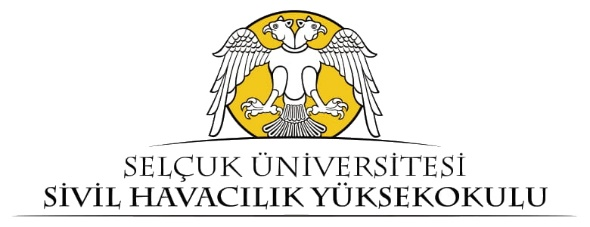 SELÇUK ÜNİVERSİTESİ
SİVİL HAVACILIK YÜKSEKOKULU